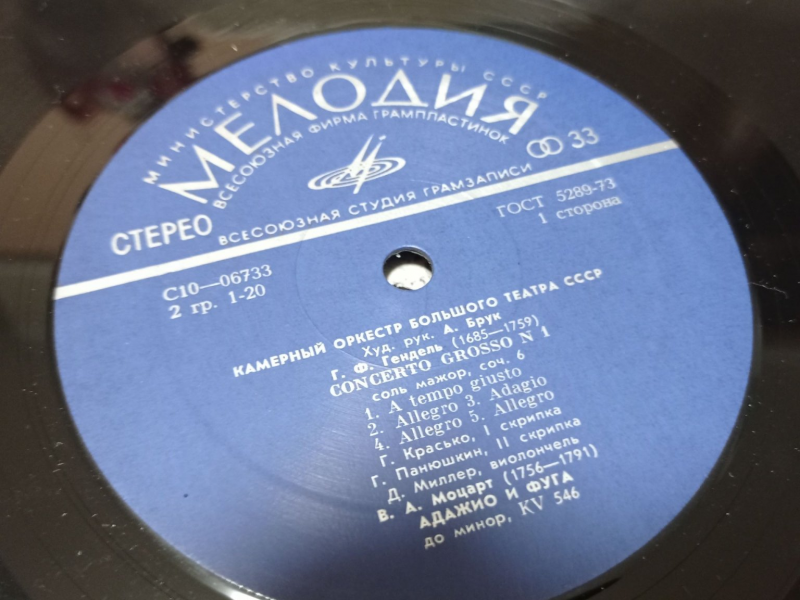 МИНИСТЕРСТВО КУЛЬТУРЫ СССР
МЕЛОДИЯ
ВСЕСОЮЗНАЯ ФИРМА ГРАМПЛАСТИНОК
33
СТЕРЕО
ВСЕСОЮЗНАЯ СТУДИЯ ГРАМЗАПИСИ
ГОСТ 5289-73
1 сторона
С10—06733
2 гр. 1-20
КАМЕРНЫЙ ОРКЕСТР БОЛЬШОГО ТЕАТРА СССР
Худ. рук. А. Брук
Г. Ф. Гендель (1685—1759)
CONCERTO GROSSO N 1
соль мажор, соч. 6
1. A tempo giusto
2. Allegro 3. Adagio
4. Allegro 5. Allegro
Г. Красько, I скрипка
Г. Панюшкин, II скрипка
Д. Миллер, виолончель
В. А. Моцарт (1756—1791)
АДАЖИО И ФУГА
до минор, KV 546